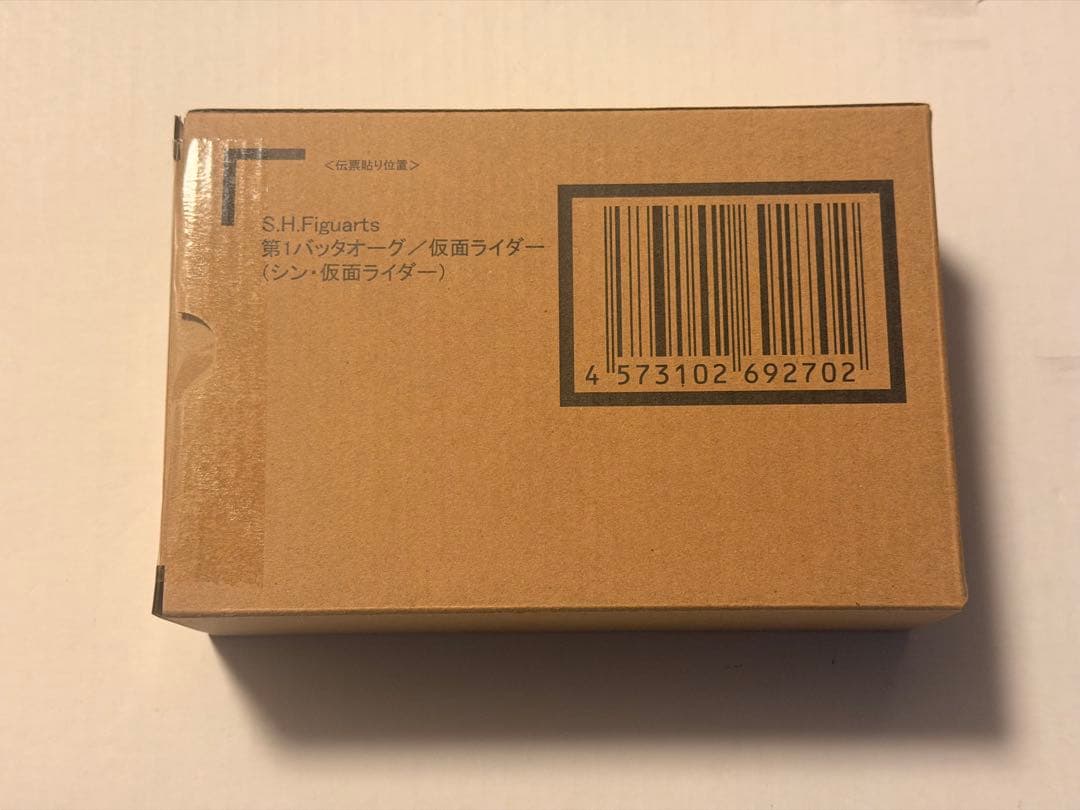 <伝票貼り位置>
S.H.Figuarts
第1バッタオーグ／仮面ライダー
（シン・仮面ライダー）
4 573102 692702